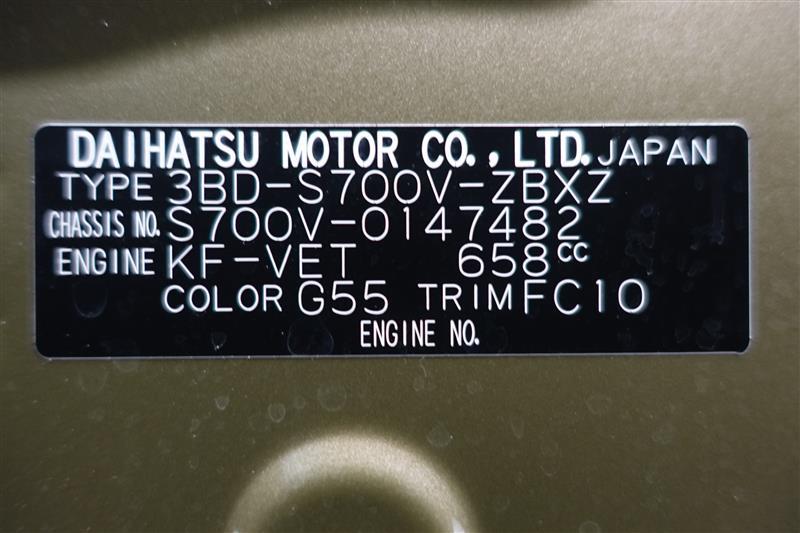 DAIHATSU MOTOR CO., LTD. JAPAN
TYPE 3BD-S700V-ZBXZ
CHASSIS NO. S700V-0147482
ENGINE KF-VET 658cc
COLOR G55 TRIM FC10
ENGINE NO.